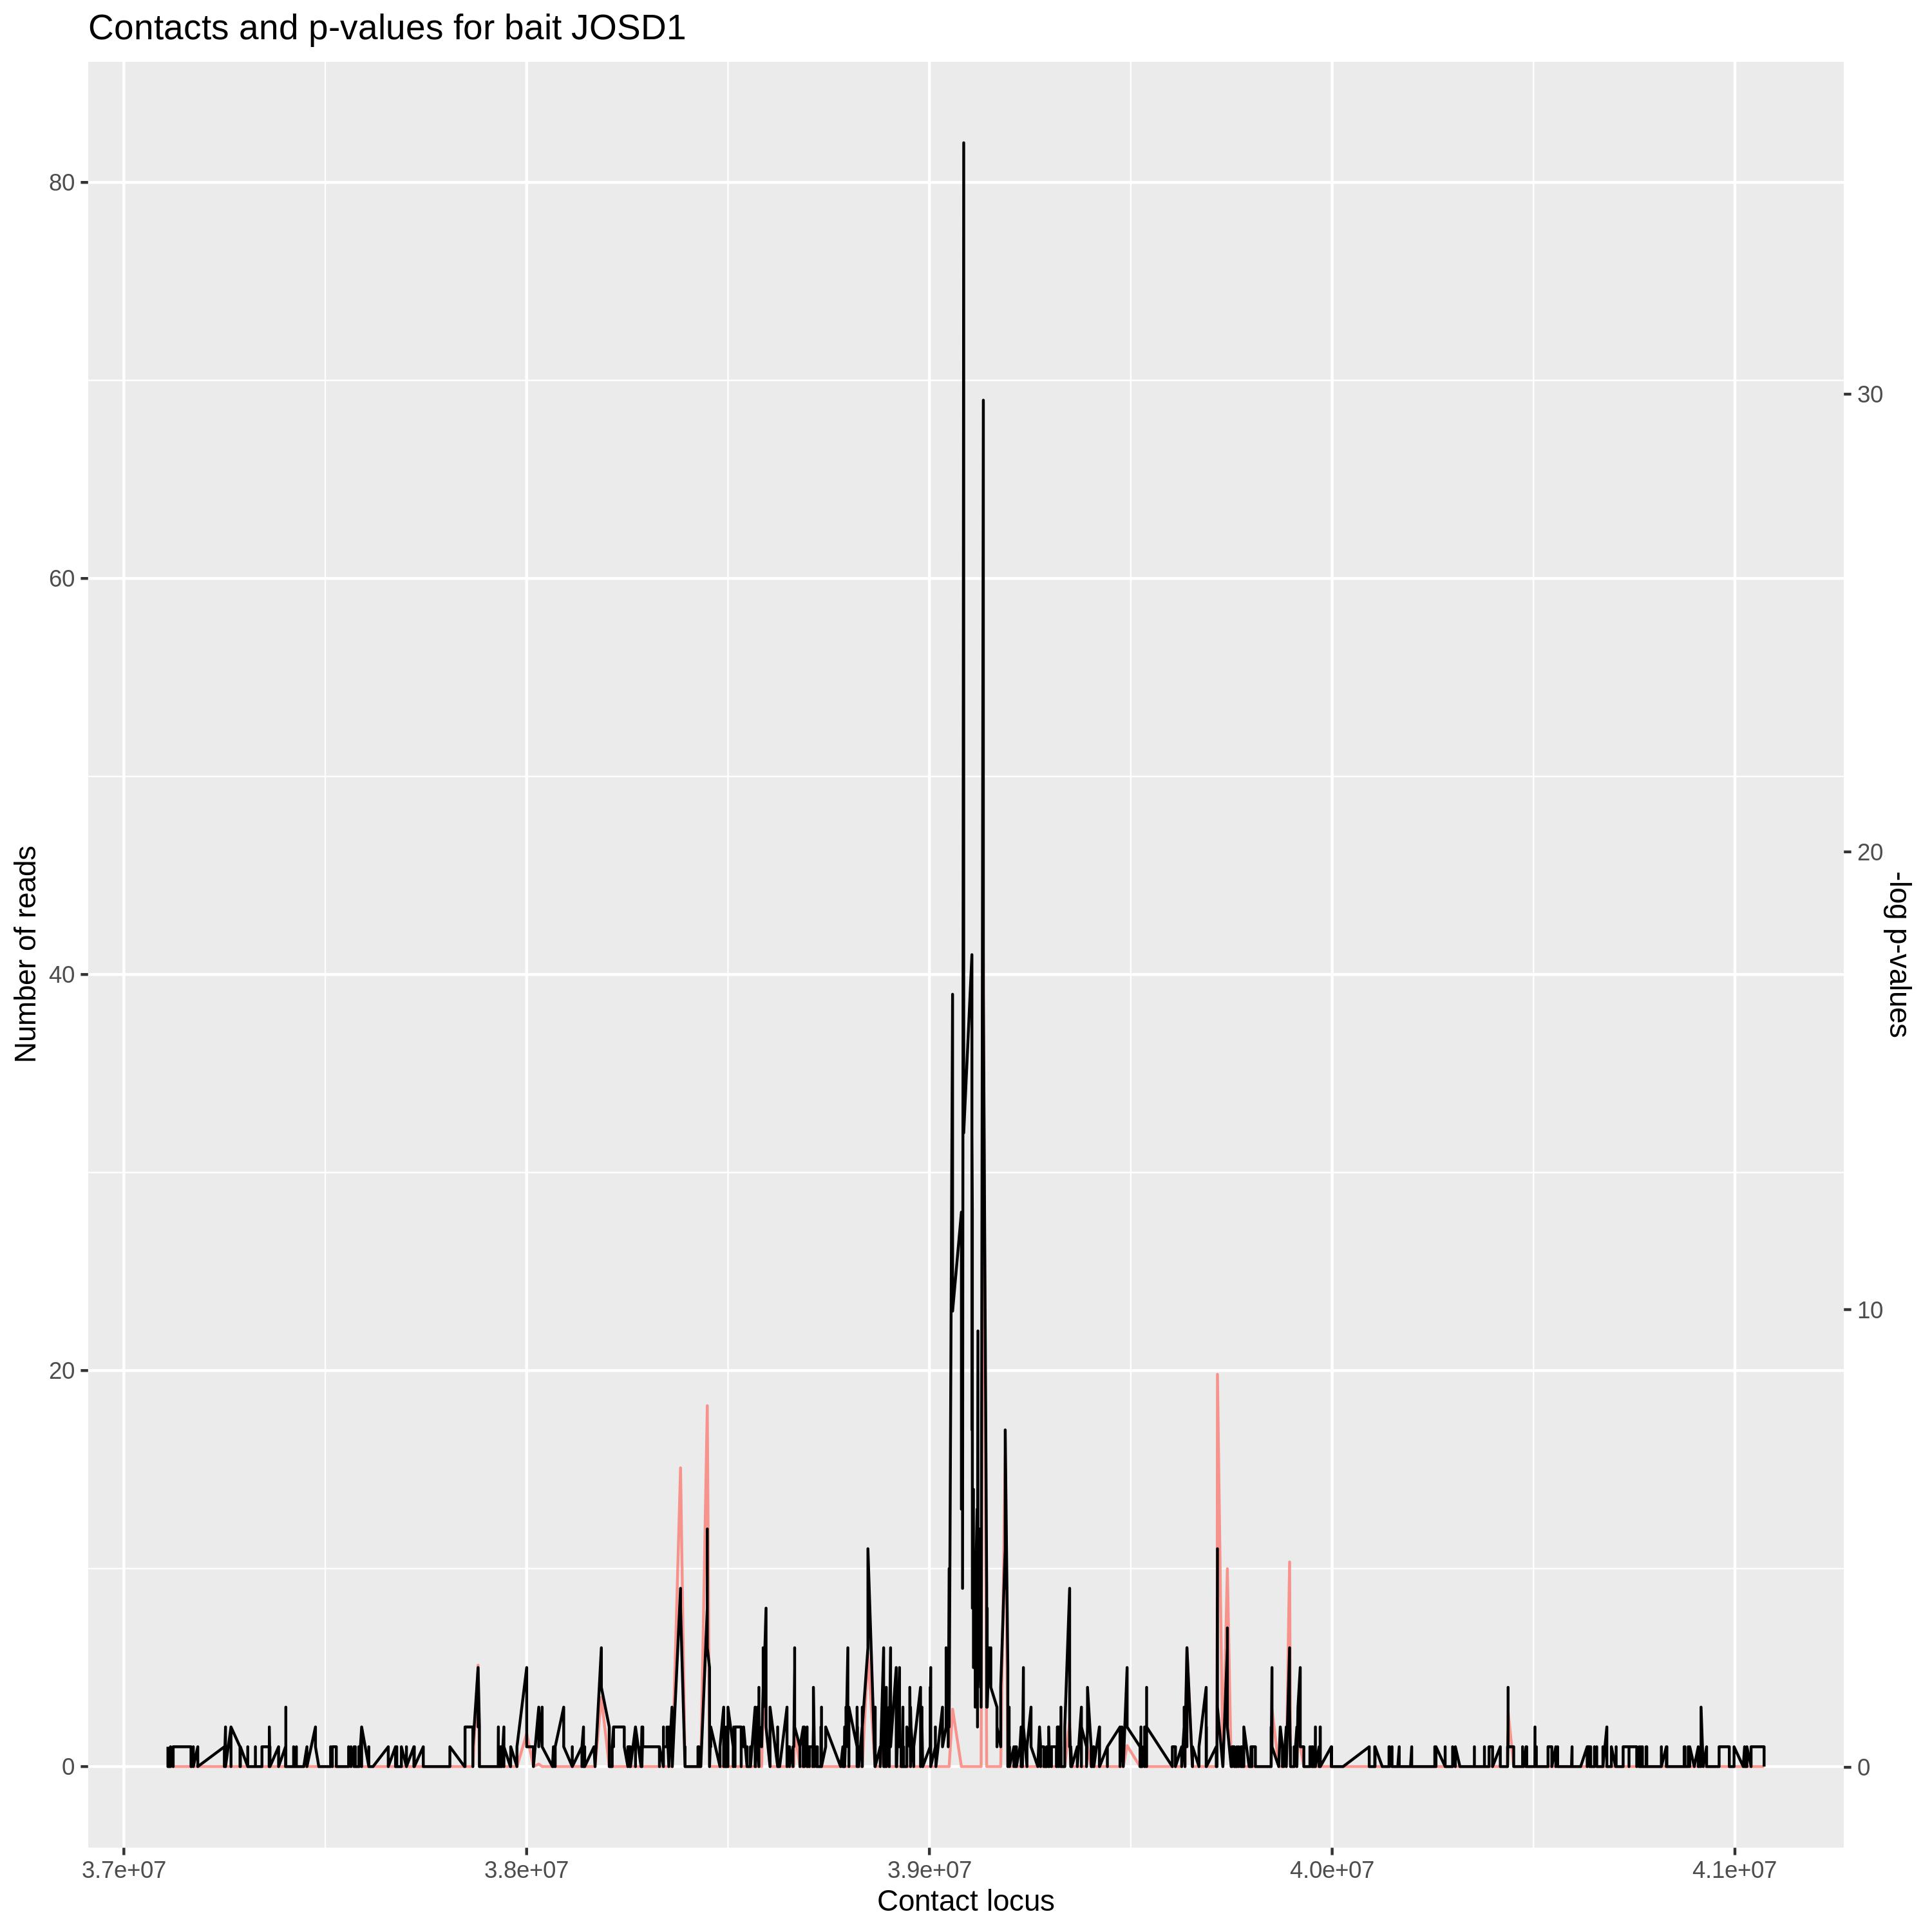 Contacts and p-values for bait JOSD1
Number of reads
80
60
40
20
0
30
20
10
0
-log p-values
3.7e+07 3.8e+07 3.9e+07 4.0e+07 4.1e+07
Contact locus